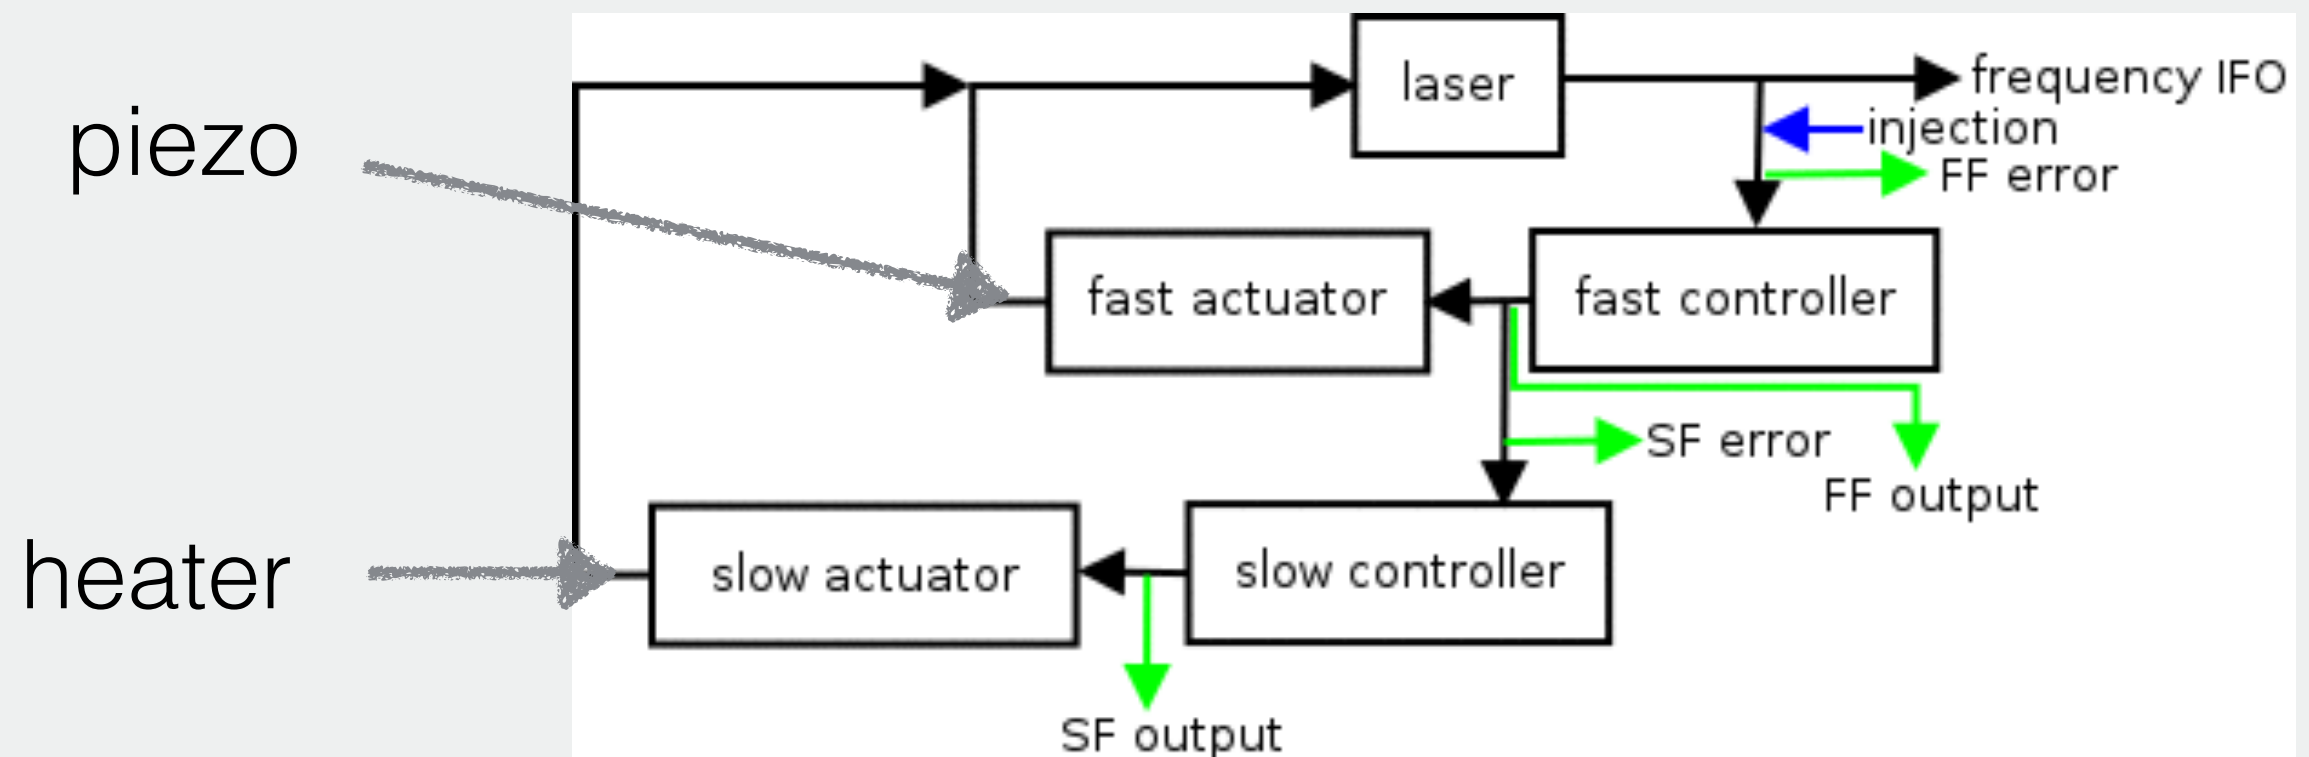 piezo
heater
laser
frequency IFO
injection
FF error
fast actuator
fast controller
SF error
FF output
slow actuator
slow controller
SF output